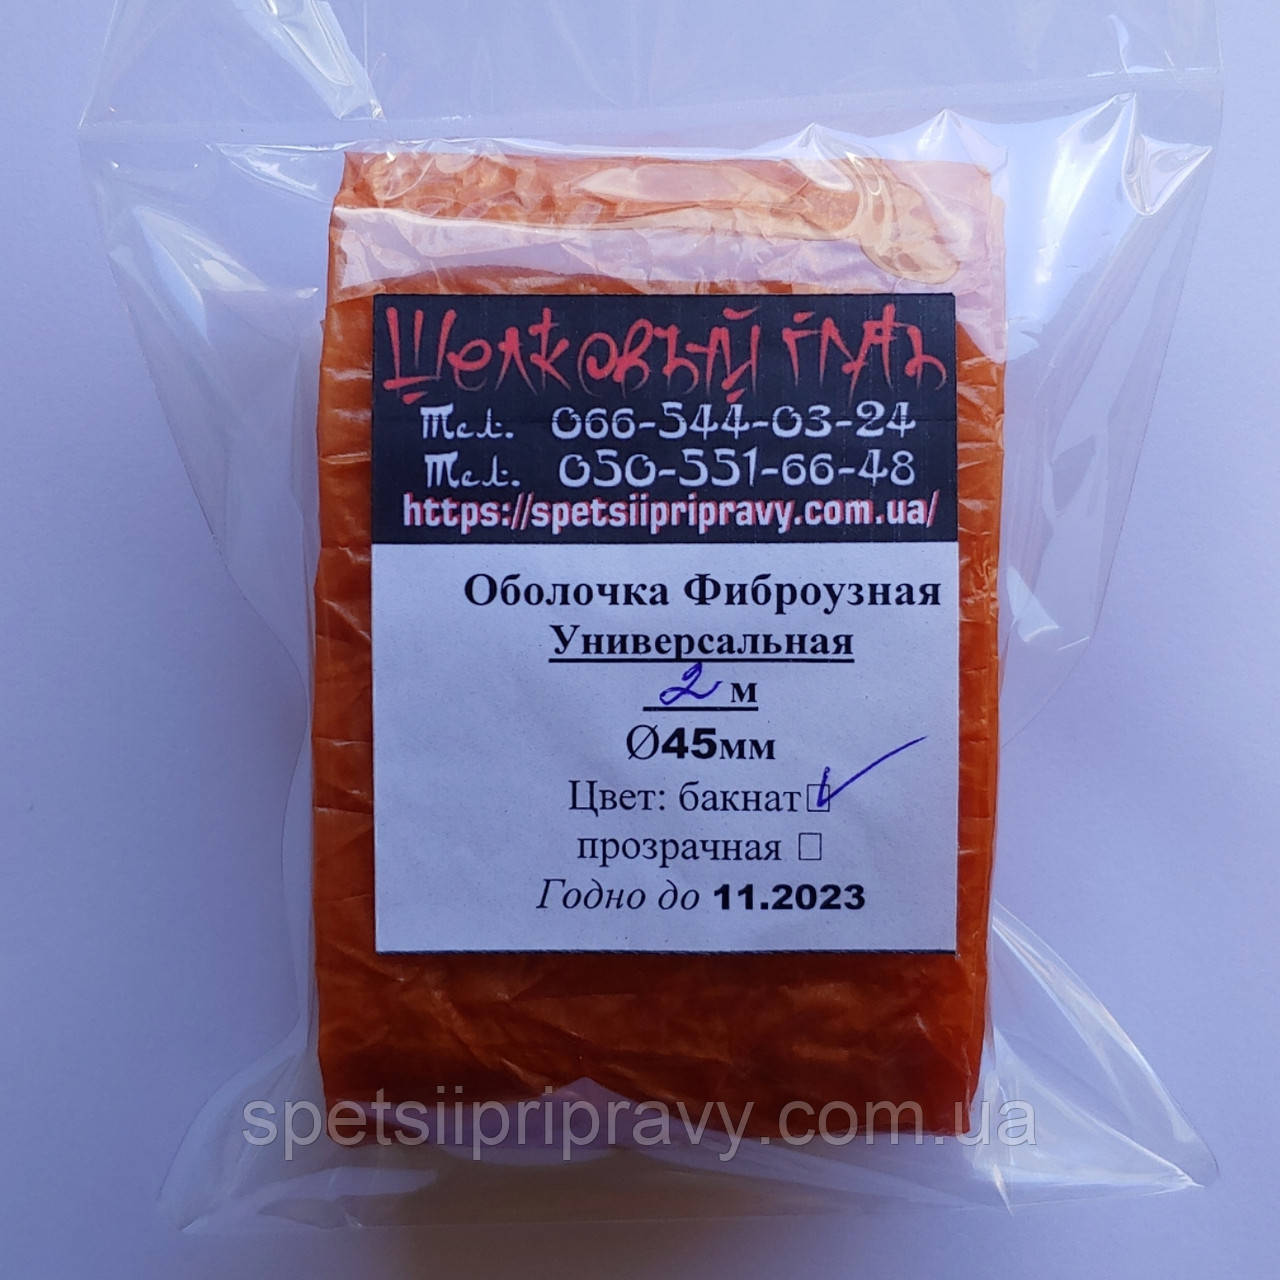 Шелковый путь
Тел. 066-544-03-24
Тел. 050-551-66-48
https://spetsiipripravy.com.ua/
Оболочка Фиброузная
Универсальная
2 м
Ø45мм
Цвет: бакнат☑
прозрачная □
Годно до 11.2023
spetsiipripravy.com.ua